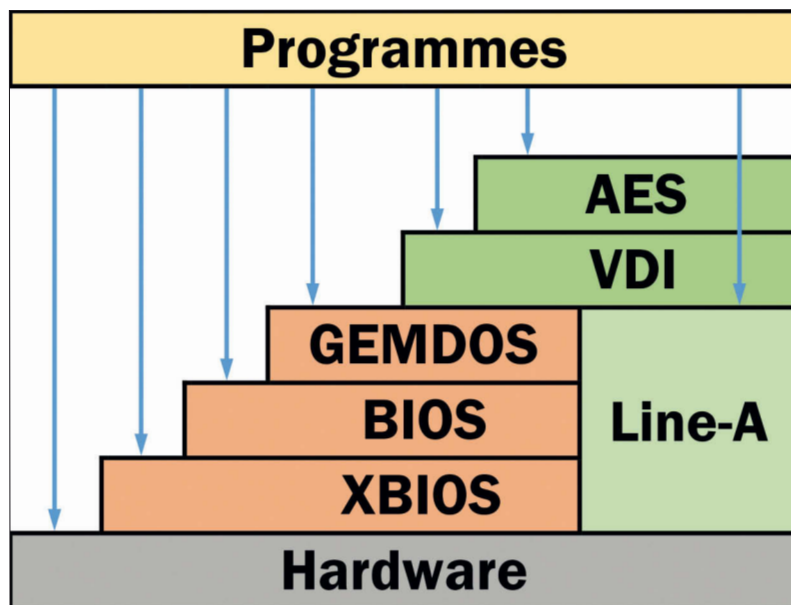 Programmes
AES
VDI
GEMDOS
BIOS
Line-A
XBIOS
Hardware